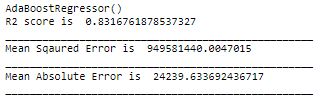 AdaBoostRegressor()
R2 score is  0.8316761878537327
Mean Sqaured Error is  949581440.0047015
Mean Absolute Error is  24239.633692436717